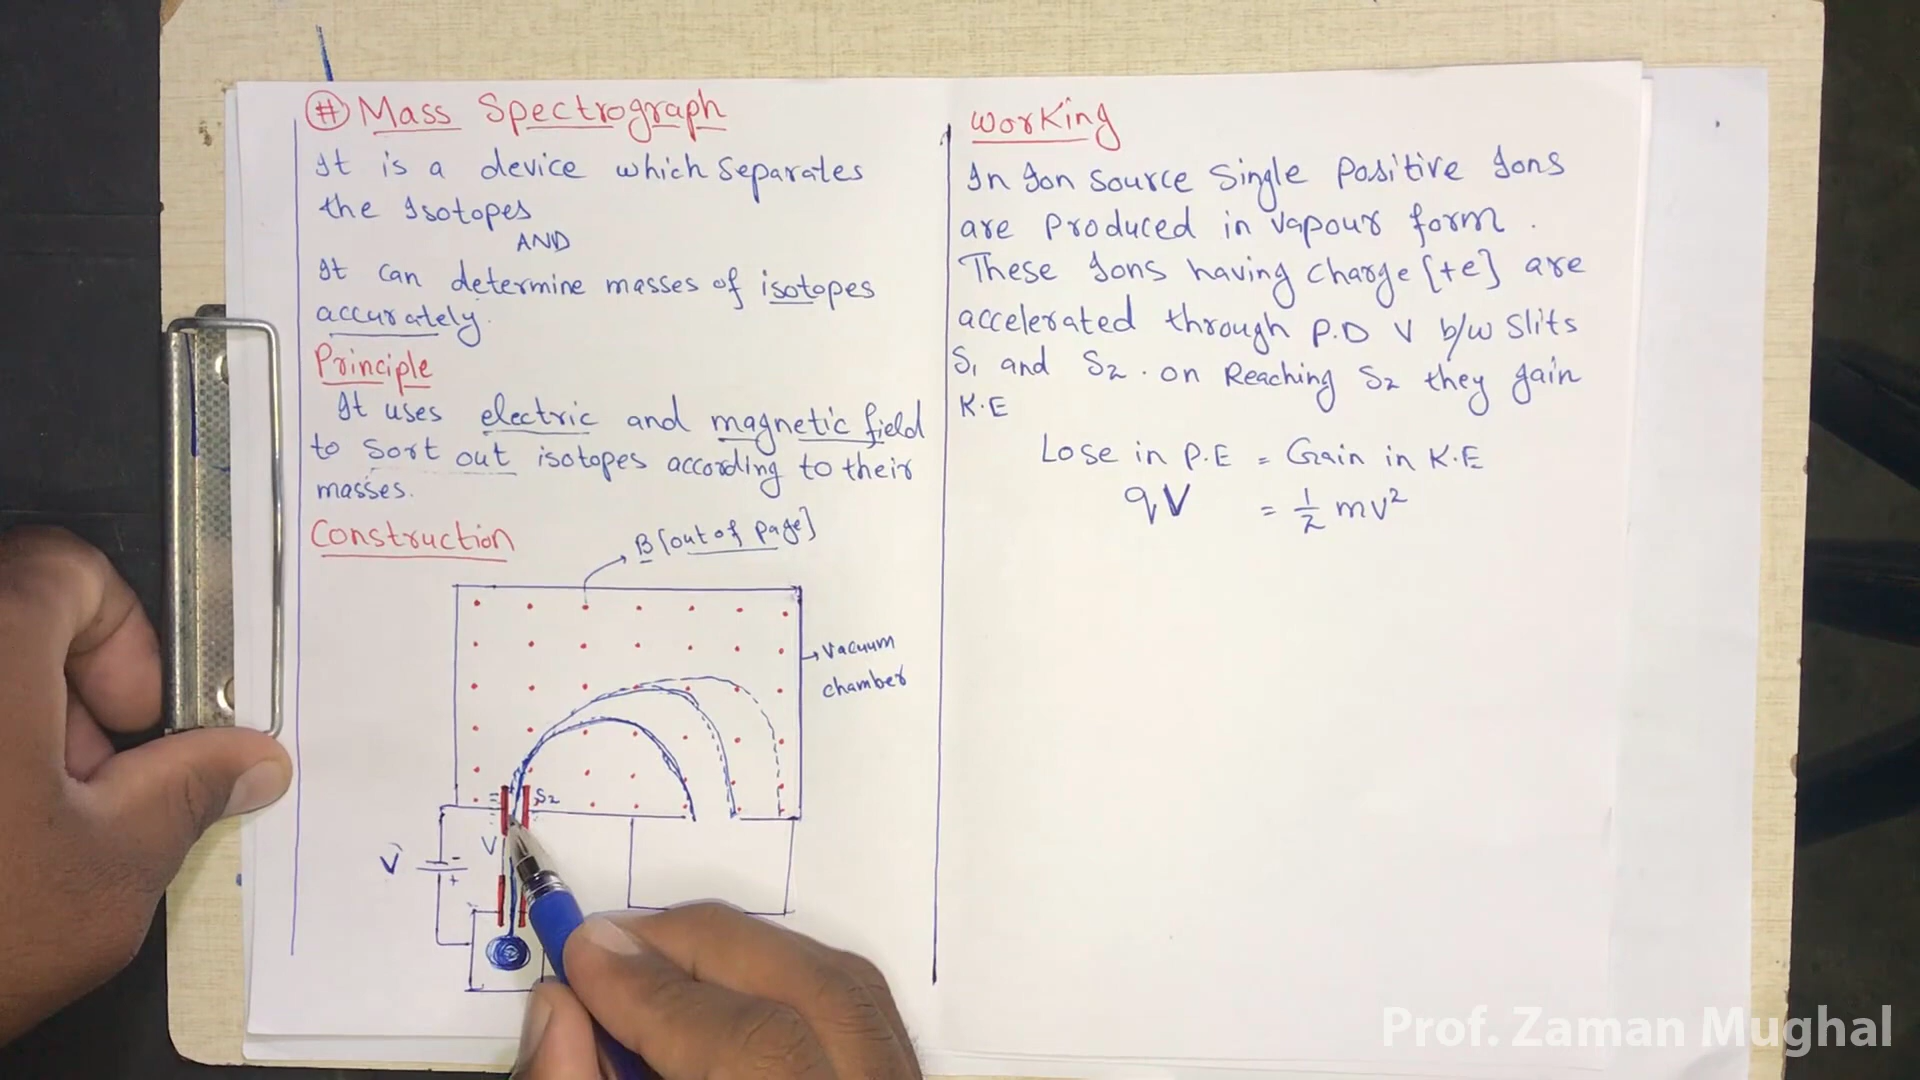 # Mass Spectrograph
It is a device which separates
the Isotopes
AND
It can determine masses of isotopes
accurately.
Principle
It uses electric and magnetic field
to Sort out isotopes according to their
masses.
Construction
B [out of page]
Vacuum
chamber
S2
V
V
-
+
Working
In Ion Source Single Positive Ions
are produced in vapour form.
These Ions having charge [+e] are
accelerated through P.D V b/w Slits
S1 and S2. on Reaching S2 they gain
K.E
Lose in P.E = Gain in K.E
qV = 1/2 mv²
Prof. Zaman Mughal